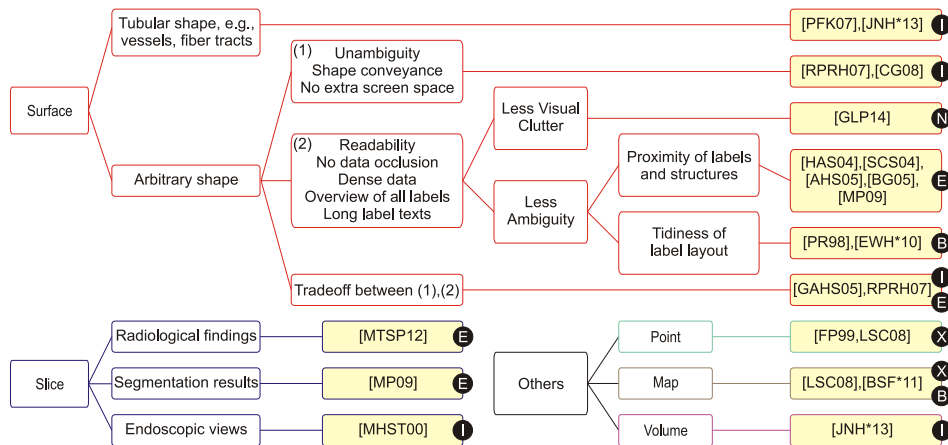 Surface
Tubular shape, e.g.,
vessels, fiber tracts
[PFK07],[JNH*13]
I
Arbitrary shape
(1) Unambiguity
Shape conveyance
No extra screen space
[RPRH07],[CG08]
I
(2) Readability
No data occlusion
Dense data
Overview of all labels
Long label texts
Less Visual
Clutter
[GLP14]
N
Less
Ambiguity
Proximity of labels
and structures
[HAS04],[SCS04],
[AHS05],[BG05],
[MP09]
E
Tidiness of
label layout
[PR98],[EWH*10]
B
Tradeoff between (1),(2)
[GAHS05],RPRH07]
I
E
Slice
Radiological findings
[MTSP12]
E
Segmentation results
[MP09]
E
Endoscopic views
[MHST00]
I
Others
Point
[FP99,LSC08]
X
Map
[LSC08],[BSF*11]
X
B
Volume
[JNH*13]
I